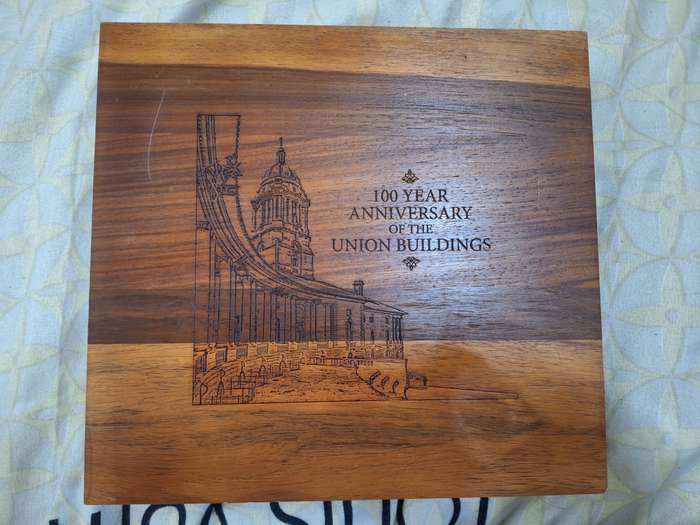 100 YEAR
ANNIVERSARY
OF THE
UNION BUILDINGS